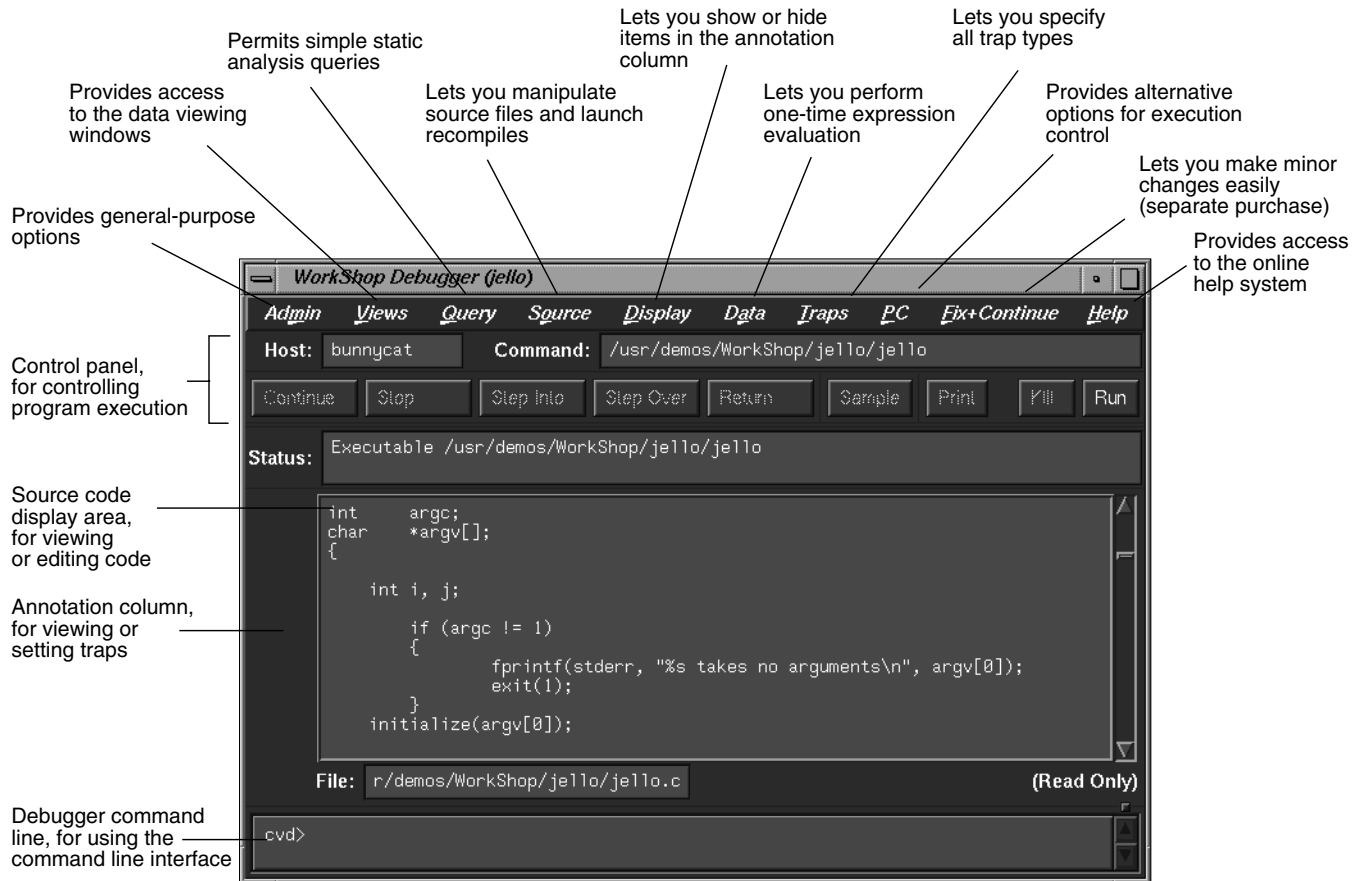 Lets you show or hide
items in the annotation
column
Lets you specify
all trap types
Permits simple static
analysis queries
Provides access
to the data viewing
windows
Lets you manipulate
source files and launch
recompiles
Lets you perform
one-time expression
evaluation
Provides alternative
options for execution
control
Lets you make minor
changes easily
(separate purchase)
Provides general-purpose
options
Provides access
to the online
help system
WorkShop Debugger (jello)
Admin Views Query Source Display Data Traps PC Fix+Continue Help
Host: bunnycat Command: /usr/demos/WorkShop/jello/jello
Control panel,
for controlling
program execution
Continue Stop Step Into Step Over Return Sample Print Kill Run
Status: Executable /usr/demos/WorkShop/jello/jello
Source code
display area,
for viewing
or editing code
int argc;
char *argv[];
{
int i, j;
if (argc != 1)
{
fprintf(stderr, "%s takes no arguments\n", argv[0]);
exit(1);
}
initialize(argv[0]);
Annotation column,
for viewing or
setting traps
File: r/demos/WorkShop/jello/jello.c (Read Only)
Debugger command
line, for using the
command line interface
cvd>